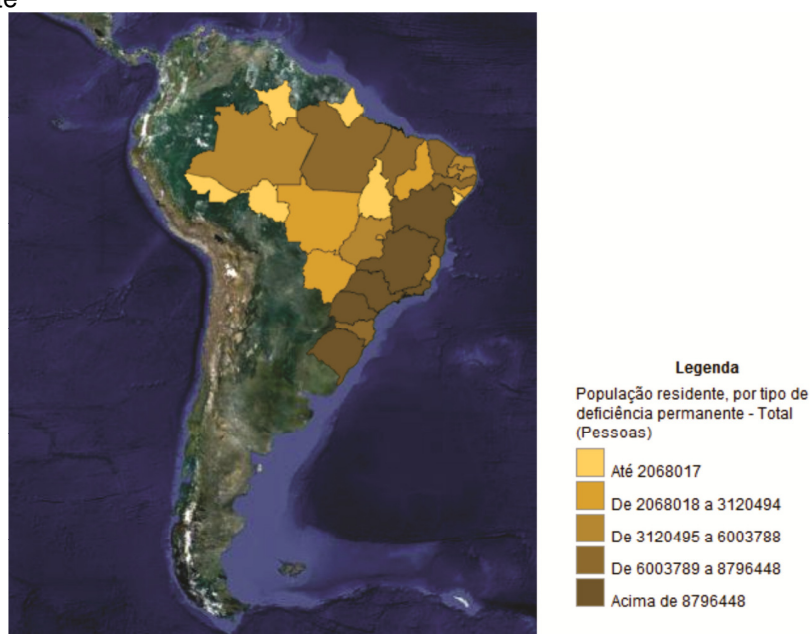 te
Legenda
População residente, por tipo de
deficiência permanente - Total
(Pessoas)
Até 2068017
De 2068018 a 3120494
De 3120495 a 6003788
De 6003789 a 8796448
Acima de 8796448